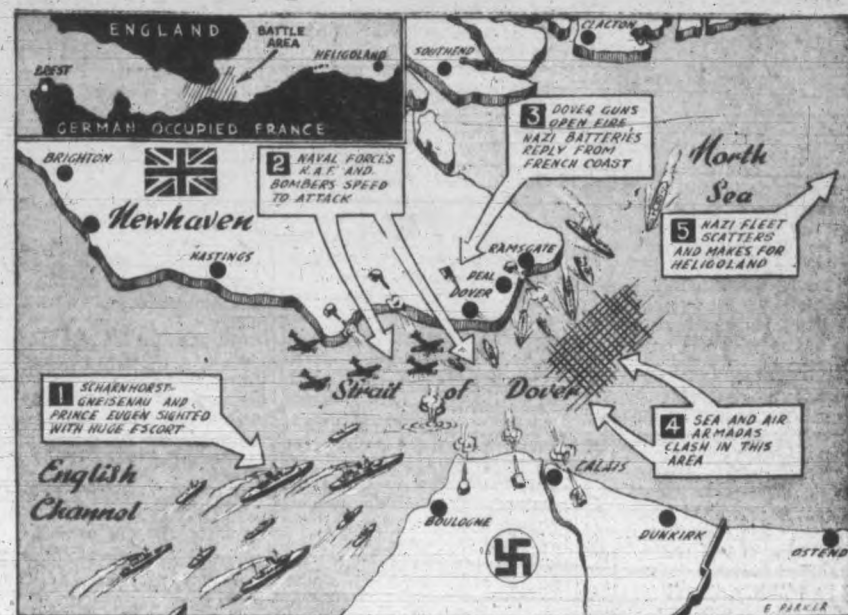 ENGLAND
BATTLE
AREA
HELIGOLAND
BREST
GERMAN OCCUPIED FRANCE
CLACTON
SOUTHEND
3 DOVER GUNS
OPEN FIRE
NAZI BATTERIES
REPLY FROM
FRENCH COAST
North
Sea
BRIGHTON
2 NAVAL FORCES
R.A.F. AND
BOMBERS SPEED
TO ATTACK
Newhaven
5 NAZI FLEET
SCATTERS
AND MAKES FOR
HELIGOLAND
HASTINGS
RAMSGATE
DEAL
DOVER
1 SCHARNHORST-
GNEISENAU AND
PRINCE EUGEN SIGHTED
WITH HUGE ESCORT
Strait of Dover
4 SEA AND AIR
ARMADAS
CLASH IN THIS
AREA
English
Channel
CALAIS
BOULOGNE
DUNKIRK
OSTEND
E PARKER